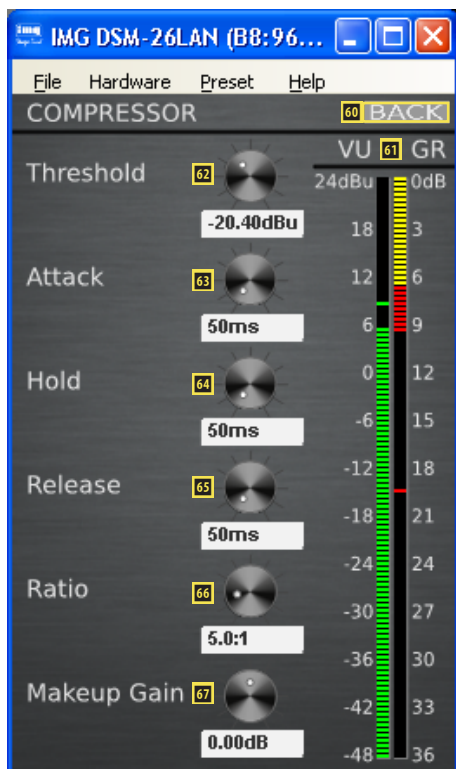 IMG DSM-26LAN (B8:96...
File Hardware Preset Help
COMPRESSOR 60 BACK
VU 61 GR
24dBu 0dB
Threshold 62
-20.40dBu
18 3
Attack 63
12 6
50ms
6 9
Hold 64
0 12
50ms
-6 15
Release 65
-12 18
50ms
-18 21
Ratio 66
-24 24
5.0:1
-30 27
Makeup Gain 67
-36 30
0.00dB
-42 33
-48 36